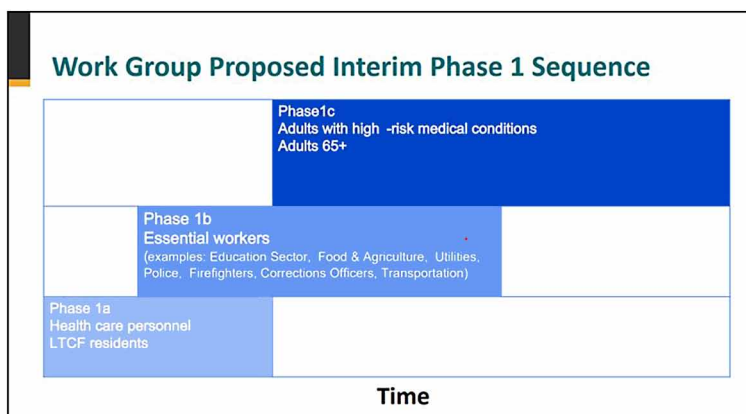 Work Group Proposed Interim Phase 1 Sequence
Phase1c
Adults with high -risk medical conditions
Adults 65+
Phase 1b
Essential workers
(examples: Education Sector, Food & Agriculture, Utilities,
Police, Firefighters, Corrections Officers, Transportation)
Phase 1a
Health care personnel
LTCF residents
Time